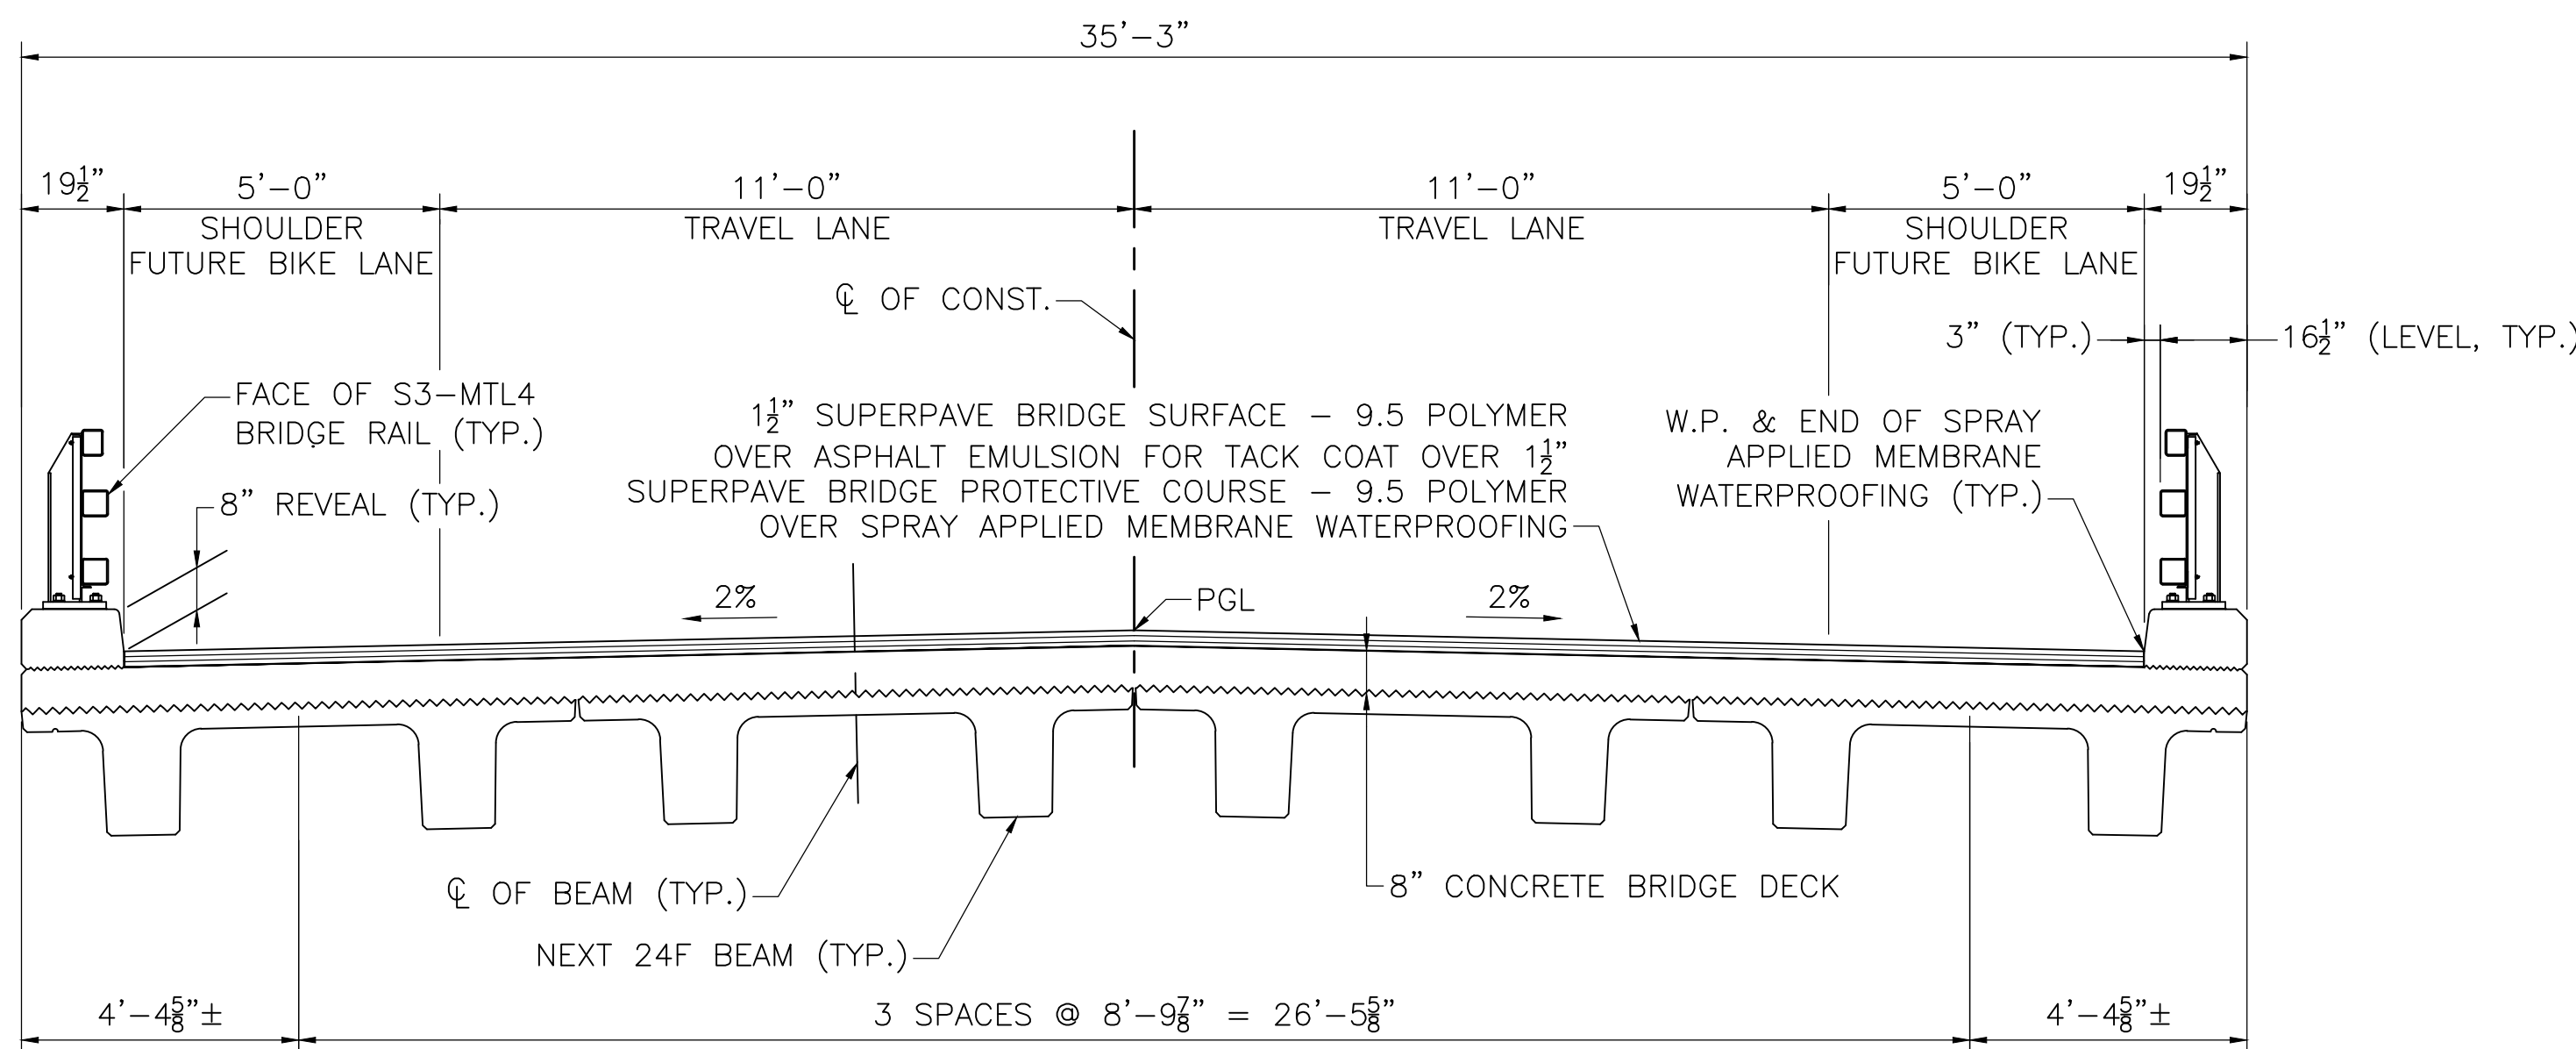 35'-3"
19½" 5'-0" 11'-0" 11'-0" 5'-0" 19½"
SHOULDER TRAVEL LANE TRAVEL LANE SHOULDER
FUTURE BIKE LANE FUTURE BIKE LANE
℄ OF CONST.
3" (TYP.) 16½" (LEVEL, TYP.)
FACE OF S3-MTL4
BRIDGE RAIL (TYP.)
8" REVEAL (TYP.)
1½" SUPERPAVE BRIDGE SURFACE - 9.5 POLYMER
OVER ASPHALT EMULSION FOR TACK COAT OVER 1½"
SUPERPAVE BRIDGE PROTECTIVE COURSE - 9.5 POLYMER
OVER SPRAY APPLIED MEMBRANE WATERPROOFING
W.P. & END OF SPRAY
APPLIED MEMBRANE
WATERPROOFING (TYP.)
2% PGL 2%
℄ OF BEAM (TYP.)
8" CONCRETE BRIDGE DECK
NEXT 24F BEAM (TYP.)
4'-4⅝"± 3 SPACES @ 8'-9⅞" = 26'-5⅝" 4'-4⅝"±